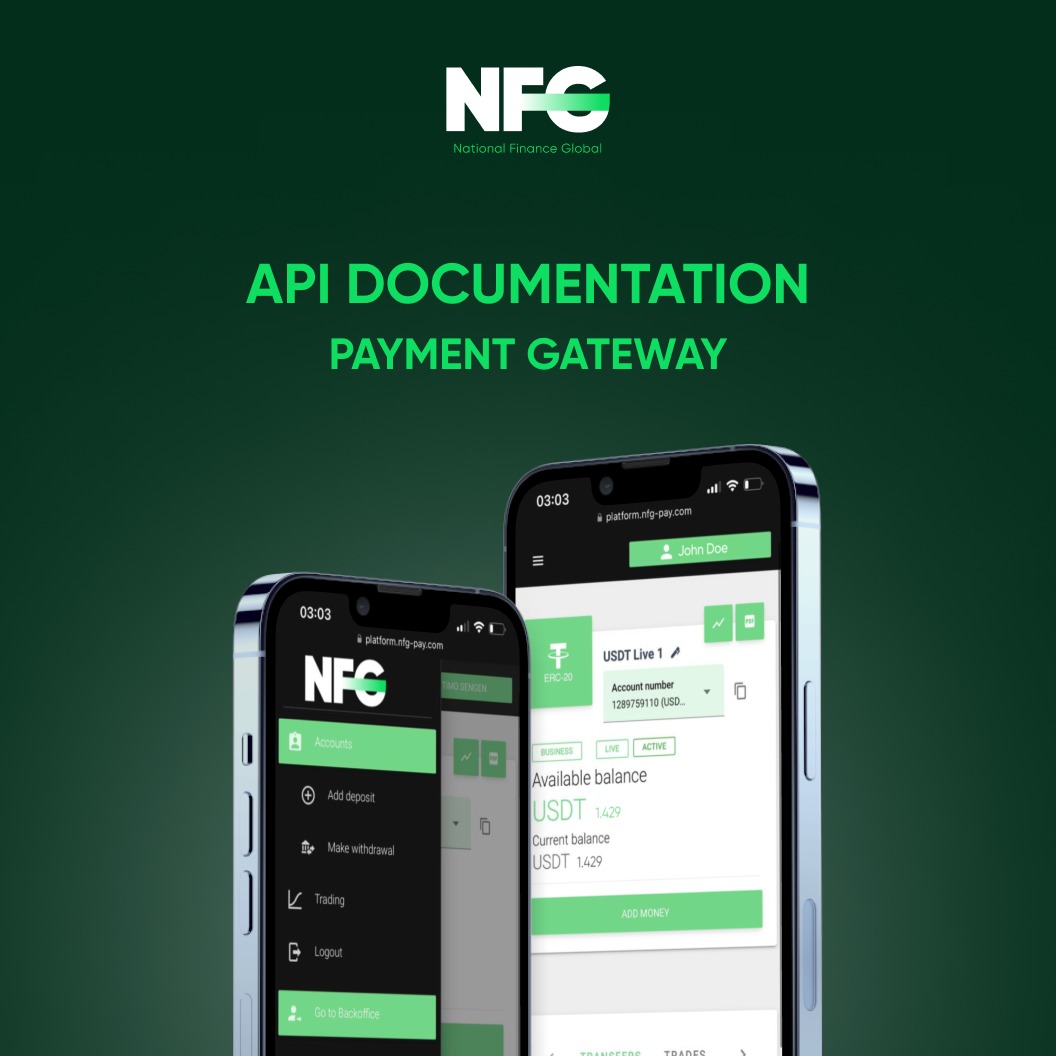 NFG
National Finance Global
API DOCUMENTATION
PAYMENT GATEWAY
03:03
platform.nfg-pay.com
John Doe
ERC-20
USDT Live 1
Account number
1289759110 (USD...
BUSINESS
LIVE
ACTIVE
Available balance
USDT 1.429
Current balance
USDT 1.429
ADD MONEY
TRANSFERS
TRADES
03:03
platform.nfg-pay.com
NFG
TIMO SENGEN
Accounts
Add deposit
Make withdrawal
Trading
Logout
Go to Backoffice